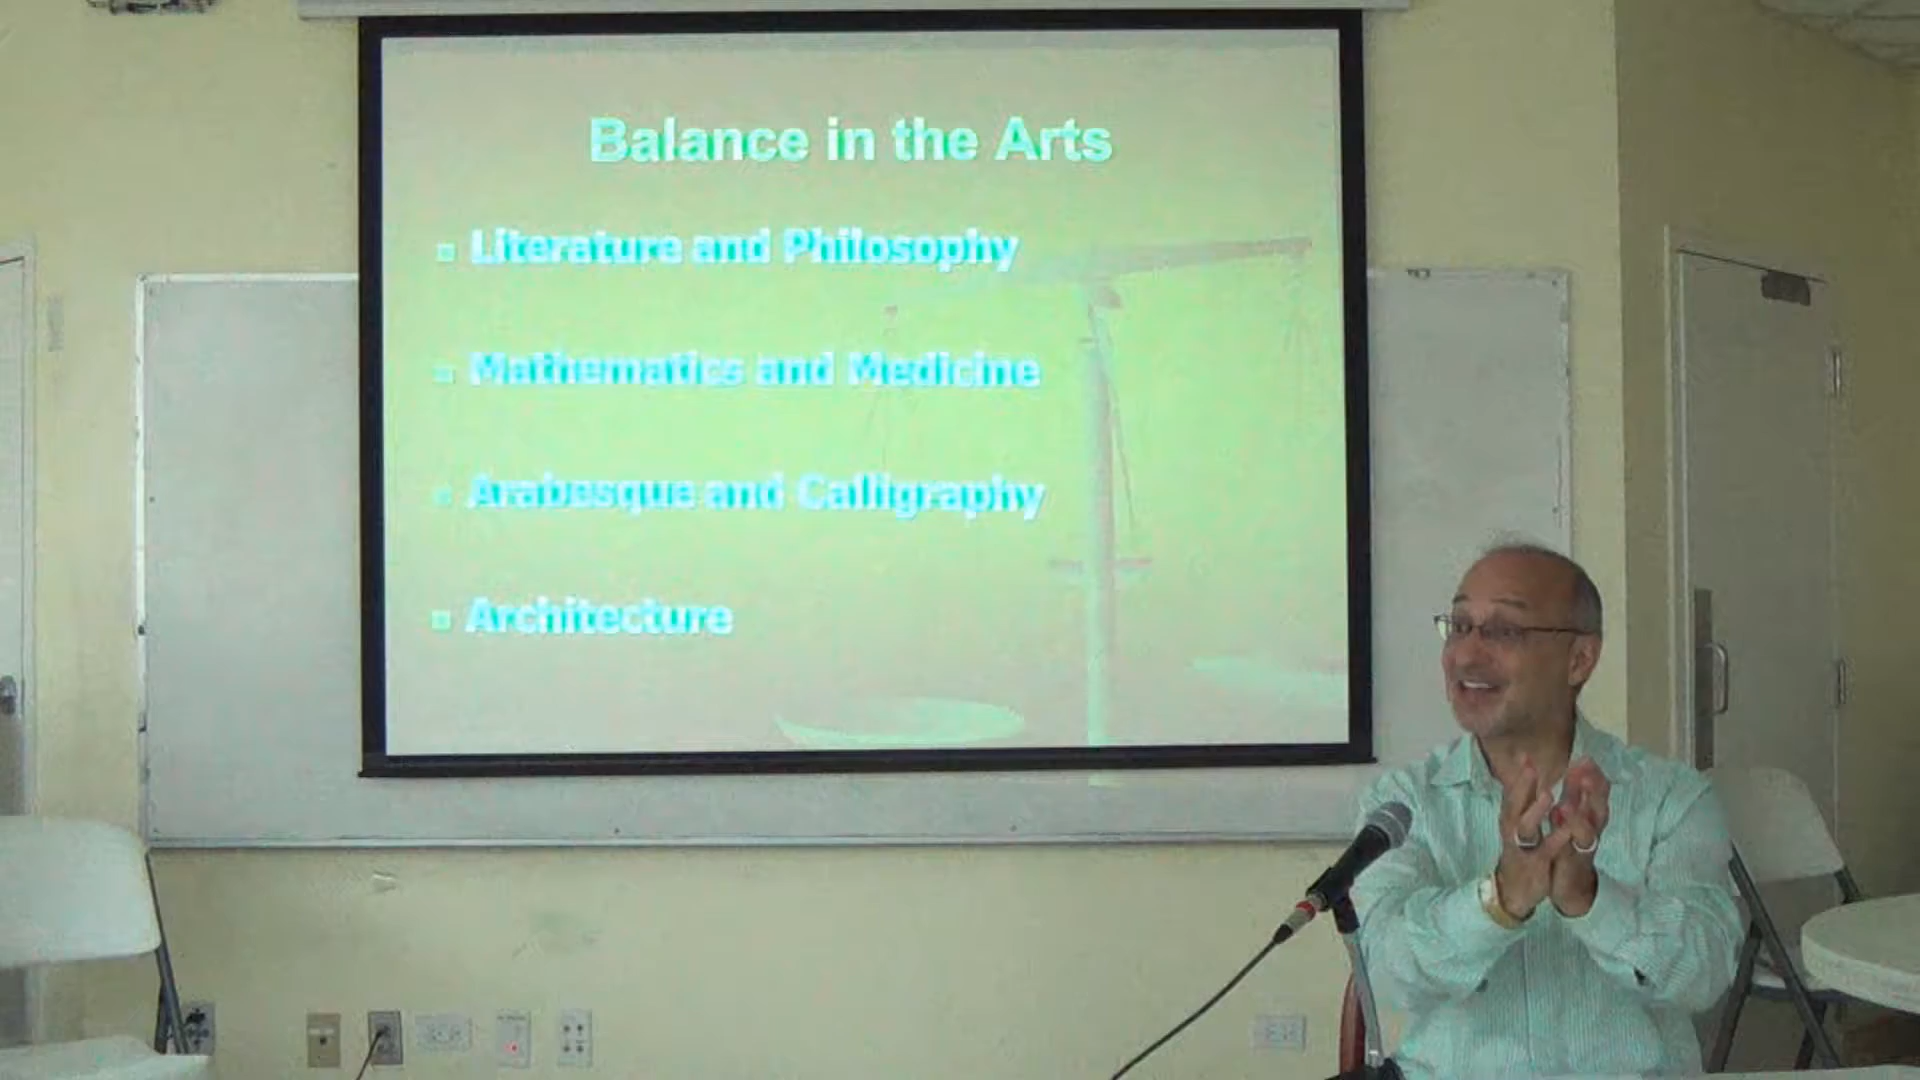 Balance in the Arts
Literature and Philosophy
Mathematics and Medicine
Arabesque and Calligraphy
Architecture